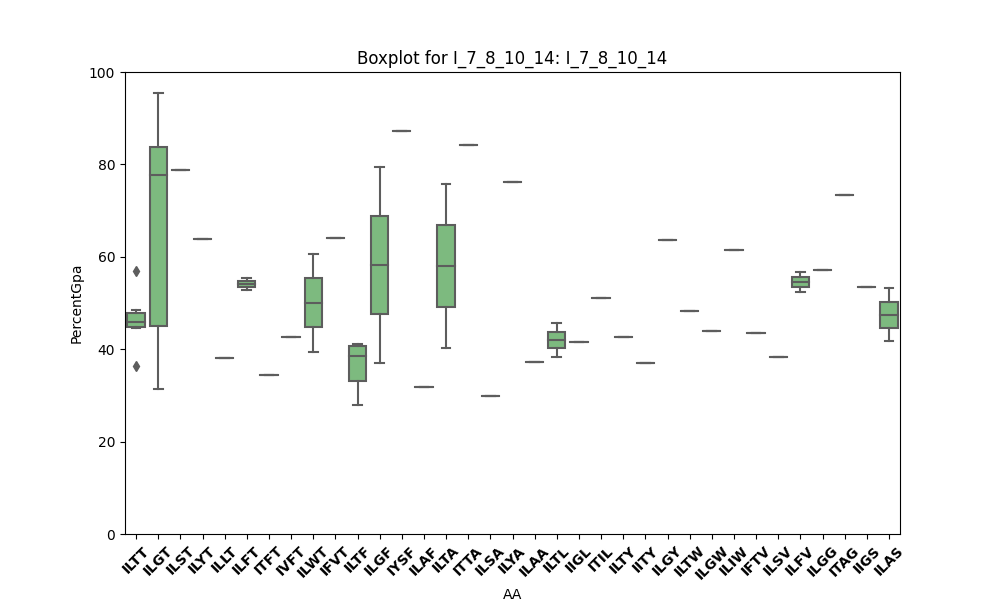 Boxplot for I_7_8_10_14: I_7_8_10_14
100
80
60
40
20
0
PercentGpa
ILTT ILGT ILST ILYT ILLT ILFT ITFT IVFT ILWT IFVT ILTF ILGF IYSF ILAF ILTA ITTA ILSA ILYA ILAA ILTL IIGL ITIL ILTY IITY ILGY ILTW ILGW ILIW IFTV ILSV ILFV ILGG ITAG IIGS ILAS
AA